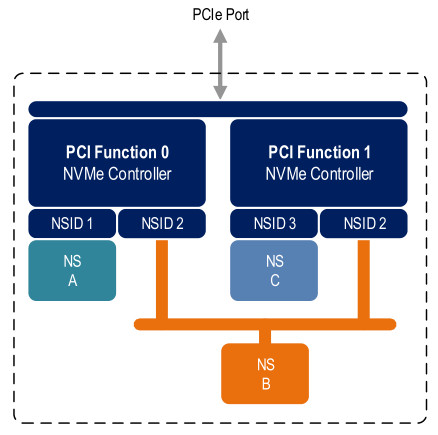 PCIe Port
PCI Function 0
NVMe Controller
PCI Function 1
NVMe Controller
NSID 1
NSID 2
NSID 3
NSID 2
NS
A
NS
C
NS
B